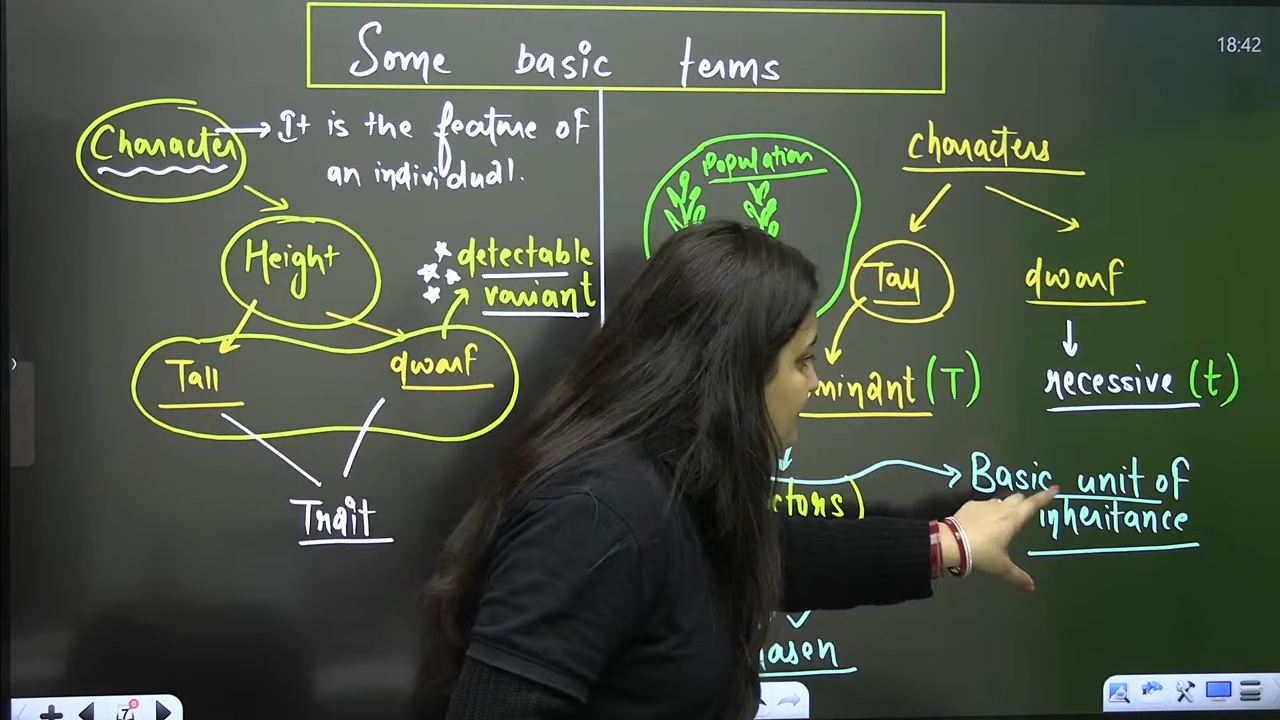 Some basic terms
18:42
Character → It is the feature of
an individual.
Height
detectable
variant
Tall
dwarf
Trait
Population
characters
Tall
dwarf
(T)
recessive (t)
Basic unit of
inheritance